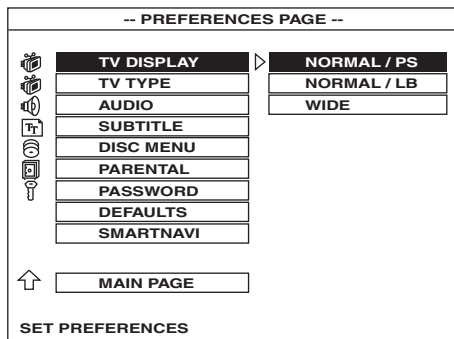 -- PREFERENCES PAGE --
TV DISPLAY NORMAL / PS
TV TYPE NORMAL / LB
AUDIO WIDE
SUBTITLE
DISC MENU
PARENTAL
PASSWORD
DEFAULTS
SMARTNAVI
MAIN PAGE
SET PREFERENCES